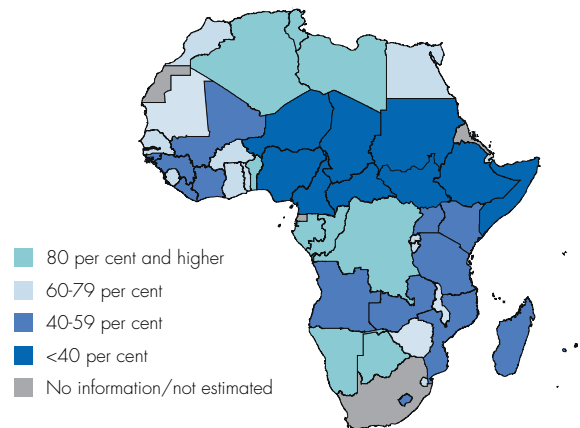 80 per cent and higher
60-79 per cent
40-59 per cent
<40 per cent
No information/not estimated